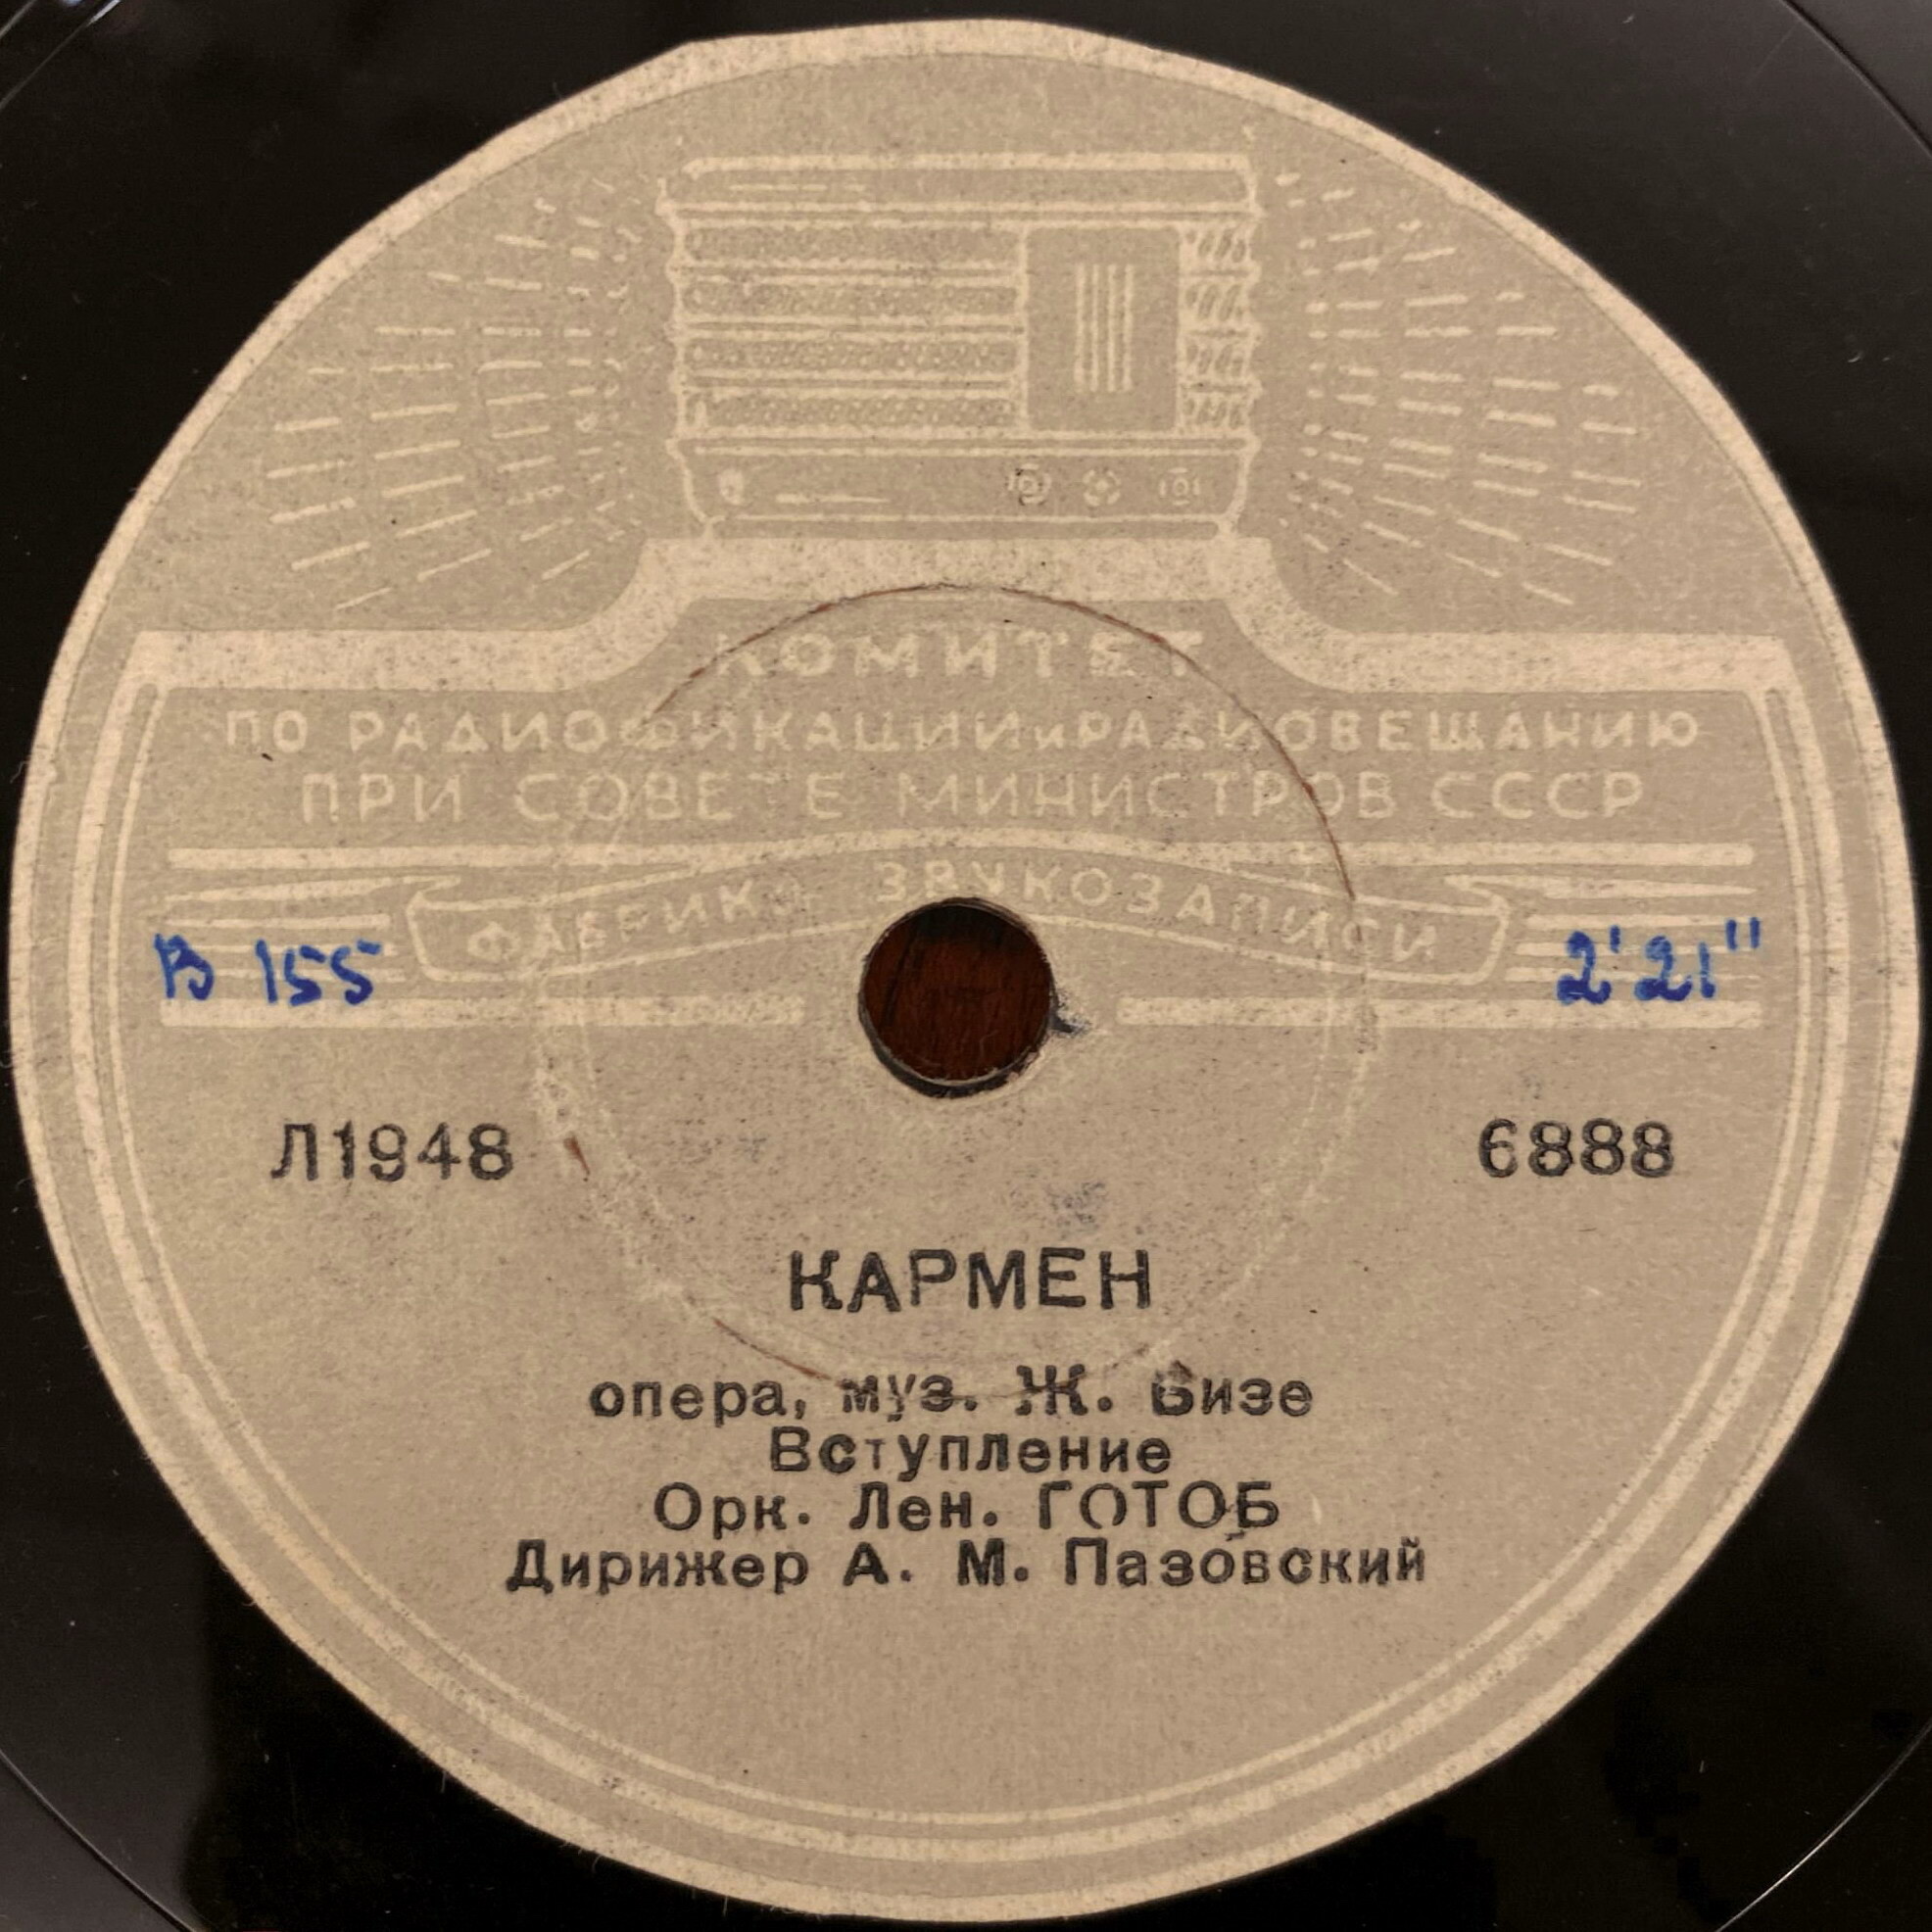 КОМИТЕТ
ПО РАДИОФИКАЦИИ и РАДИОВЕЩАНИЮ
ПРИ СОВЕТЕ МИНИСТРОВ СССР
ФАБРИКА ЗВУКОЗАПИСИ
В 155 2'21"
Л1948 6888
КАРМЕН
опера, муз. Ж. Бизе
Вступление
Орк. Лен. ГОТОБ
Дирижер А. М. Пазовский